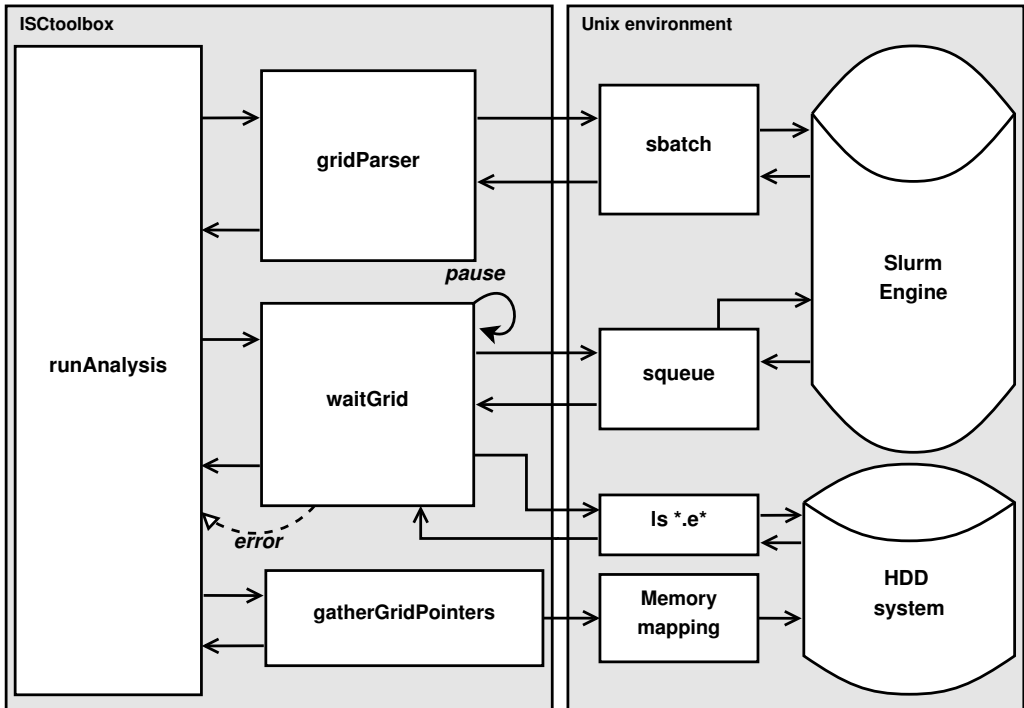 ISCtoolbox
runAnalysis
gridParser
pause
waitGrid
error
gatherGridPointers
Unix environment
sbatch
Slurm
Engine
squeue
ls *.e*
HDD
system
Memory
mapping